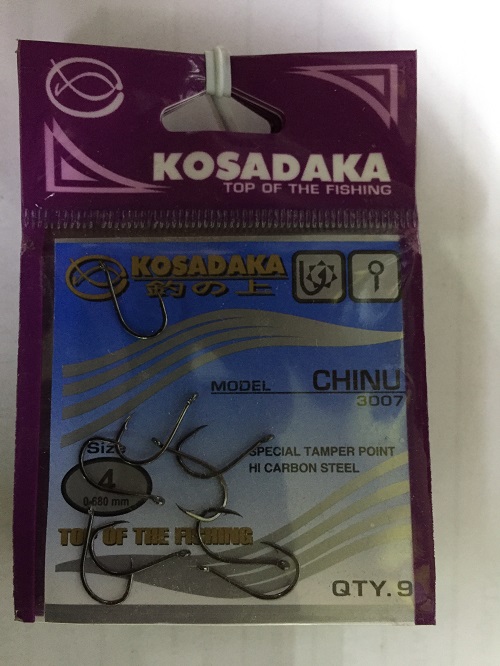 KOSADAKA
TOP OF THE FISHING
KOSADAKA
釣の上
MODEL CHINU
3007
Size
4
0.680 mm
SPECIAL TAMPER POINT
HI CARBON STEEL
TOP OF THE FISHING
QTY.9